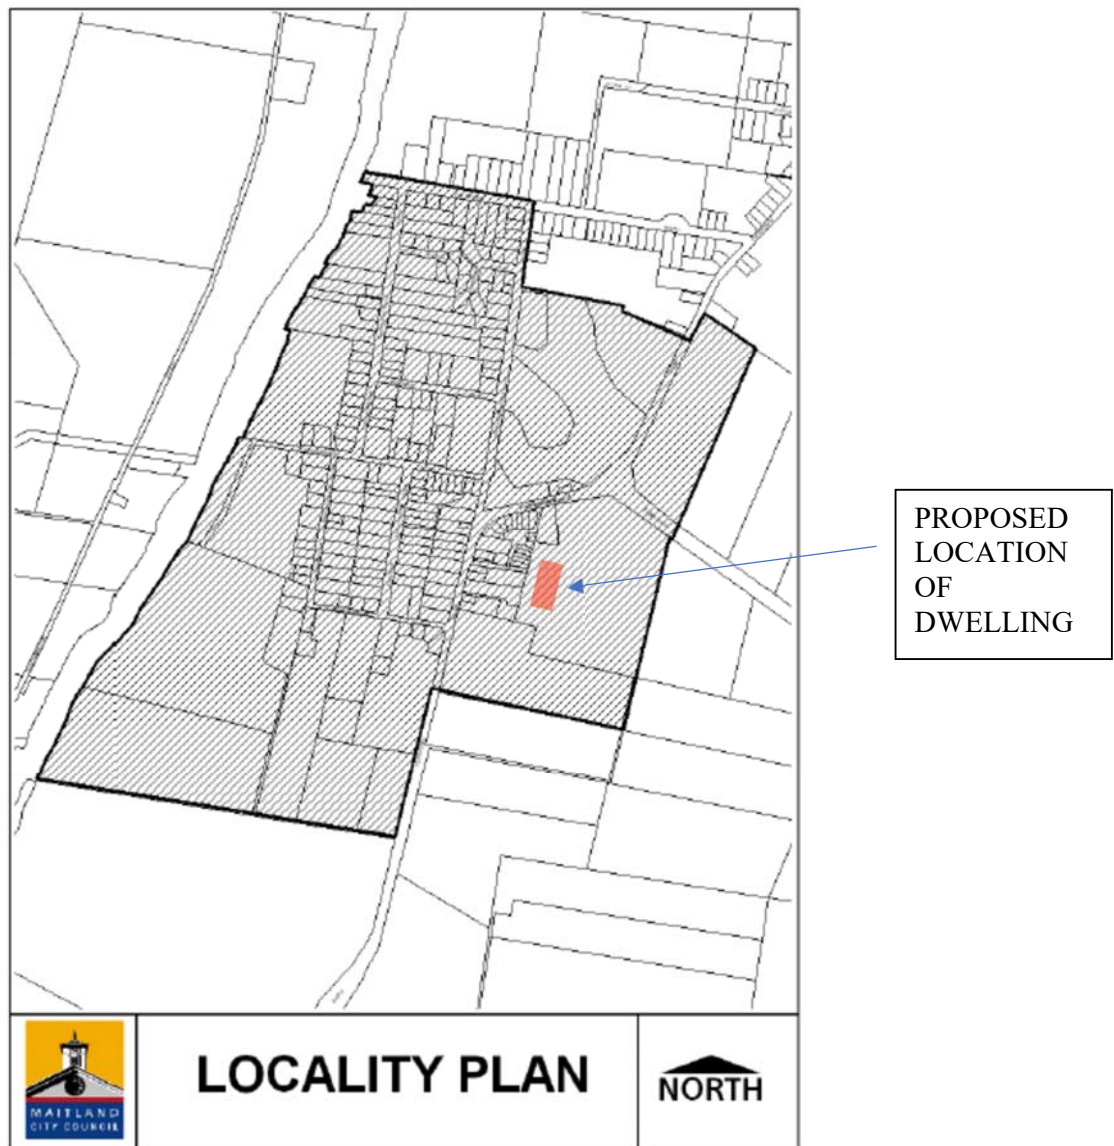 PROPOSED
LOCATION
OF
DWELLING
MAITLAND
CITY COUNCIL
LOCALITY PLAN
NORTH